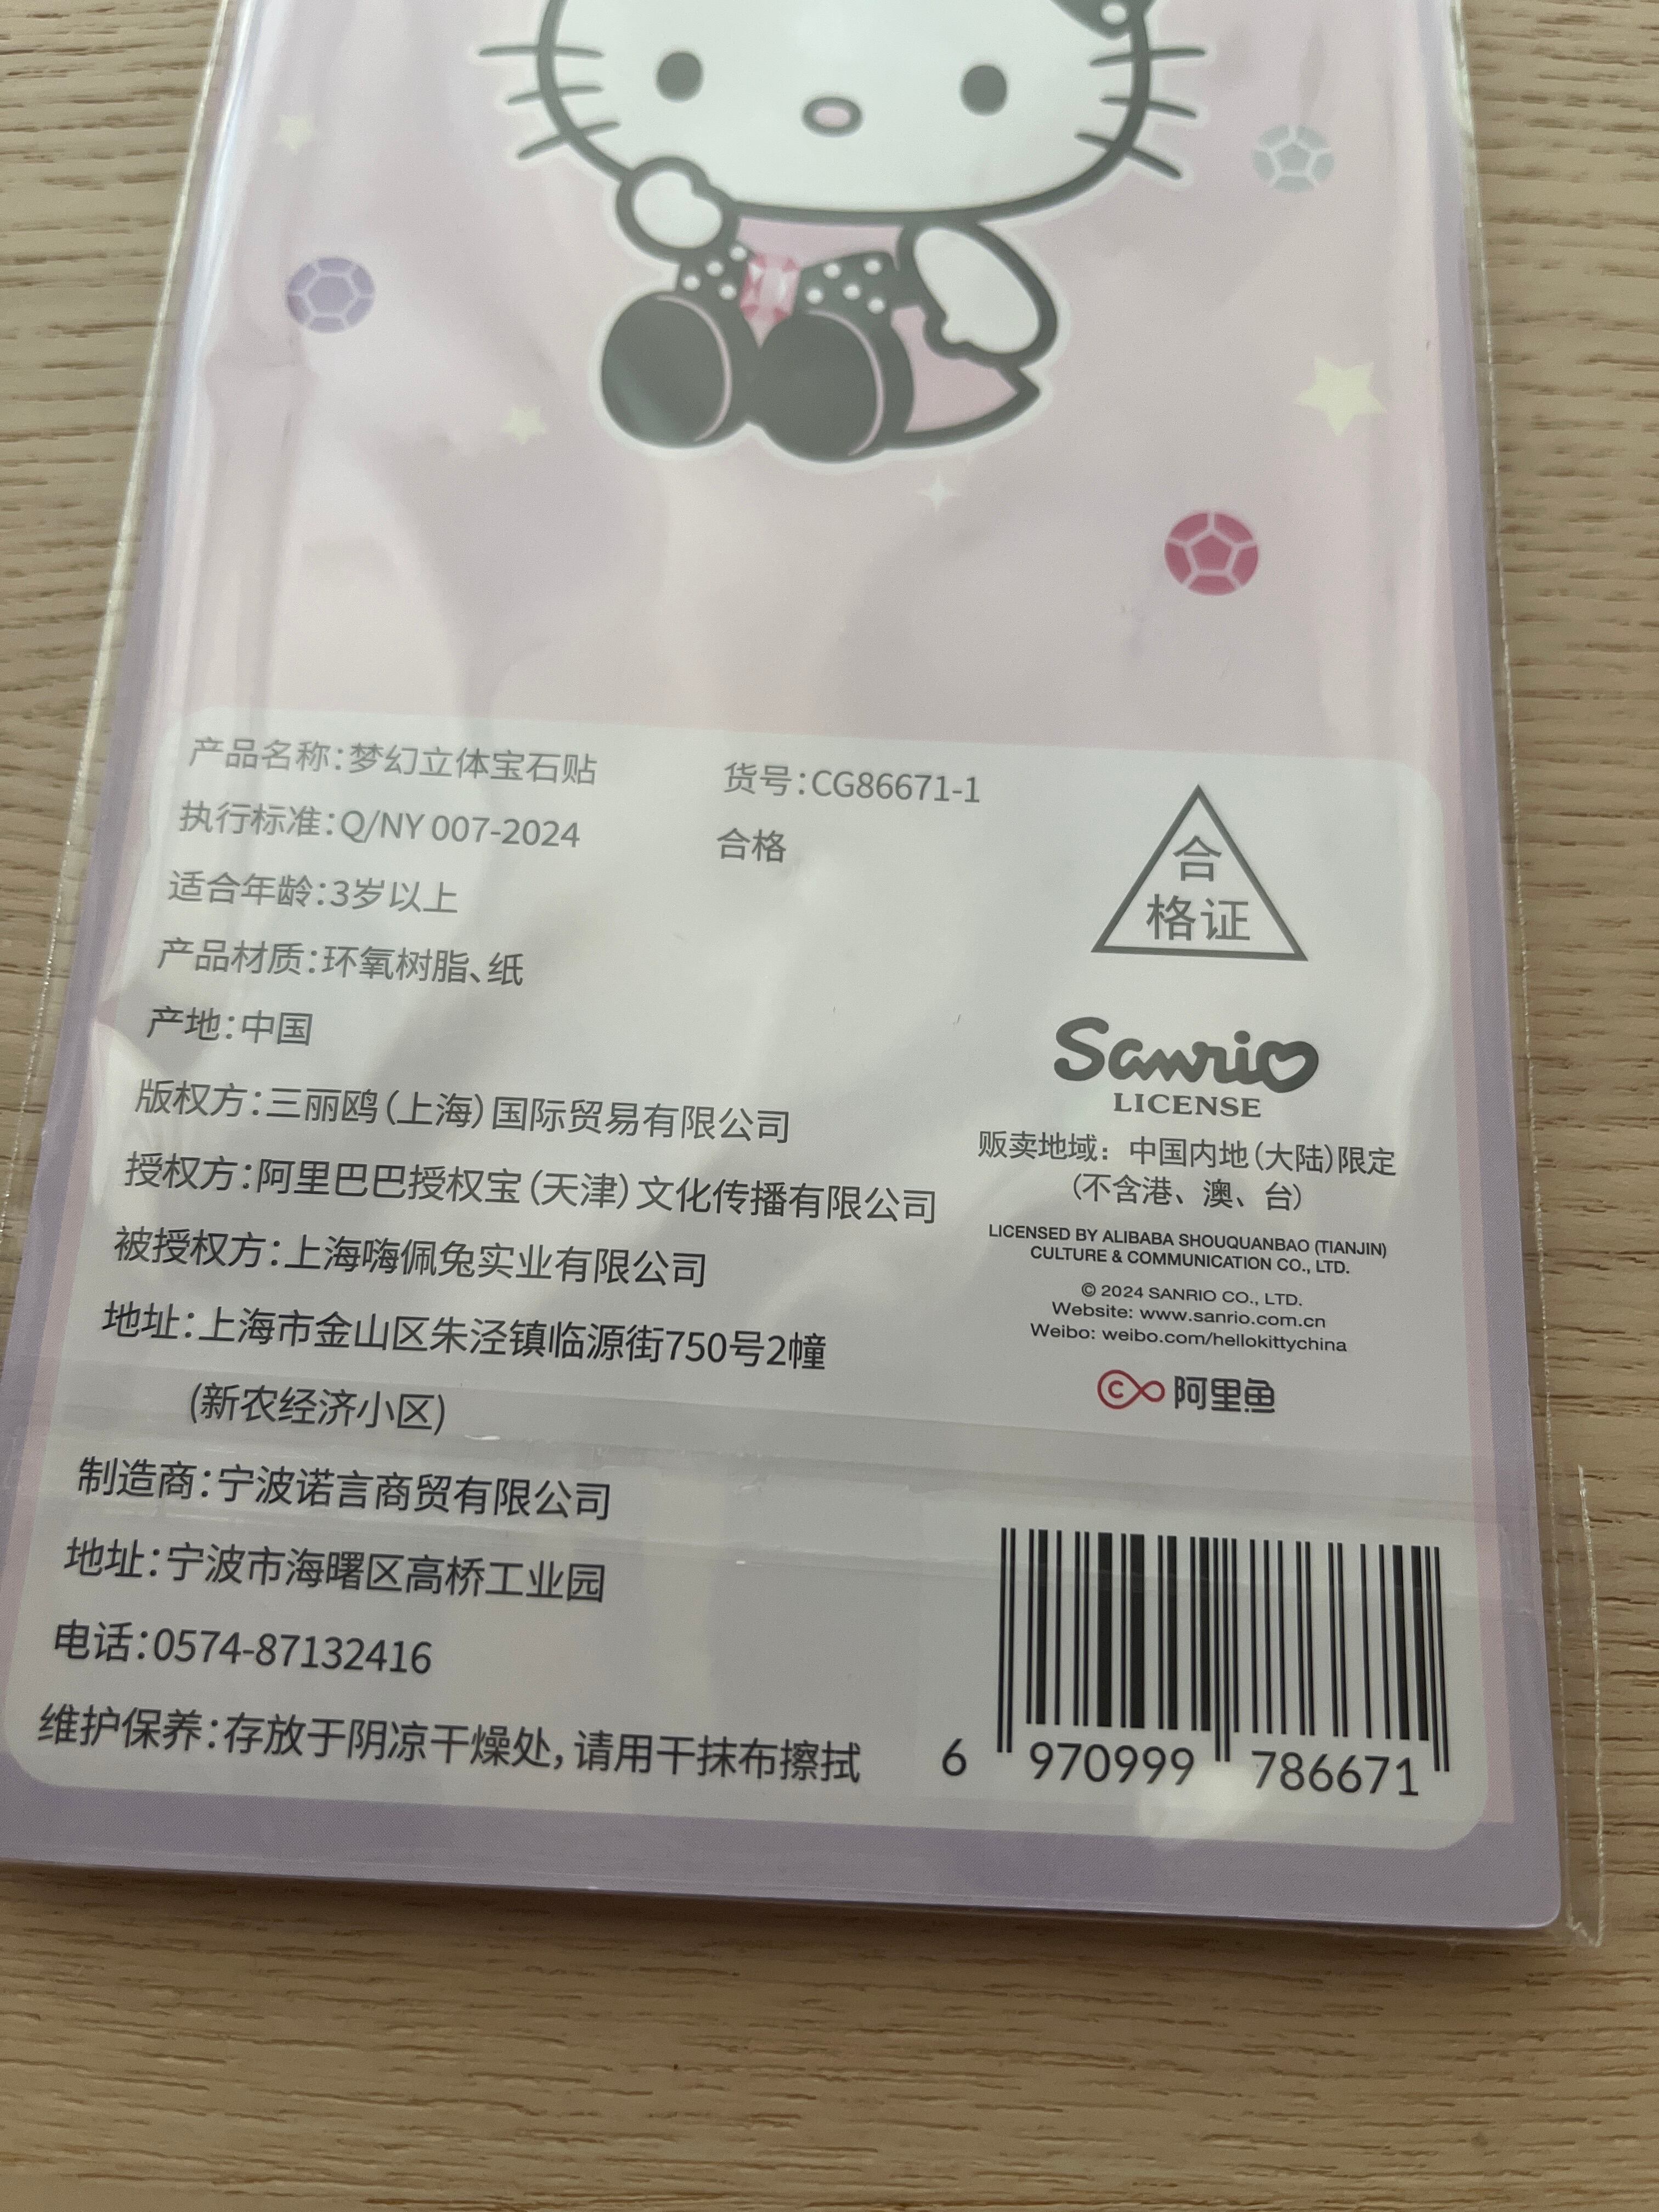 产品名称:梦幻立体宝石贴
货号:CG86671-1
执行标准:Q/NY 007-2024
合格
适合年龄:3岁以上
产品材质:环氧树脂、纸
产地:中国
版权方:三丽鸥(上海)国际贸易有限公司
授权方:阿里巴巴授权宝(天津)文化传播有限公司
被授权方:上海嗨佩兔实业有限公司
地址:上海市金山区朱泾镇临源街750号2幢
(新农经济小区)
制造商:宁波诺言商贸有限公司
地址:宁波市海曙区高桥工业园
电话:0574-87132416
维护保养:存放于阴凉干燥处,请用干抹布擦拭
合
格证
Sanrio
LICENSE
贩卖地域：中国内地(大陆)限定
(不含港、澳、台)
LICENSED BY ALIBABA SHOUQUANBAO (TIANJIN)
CULTURE & COMMUNICATION CO., LTD.
© 2024 SANRIO CO., LTD.
Website: www.sanrio.com.cn
Weibo: weibo.com/hellokittychina
阿里鱼
6 970999 786671